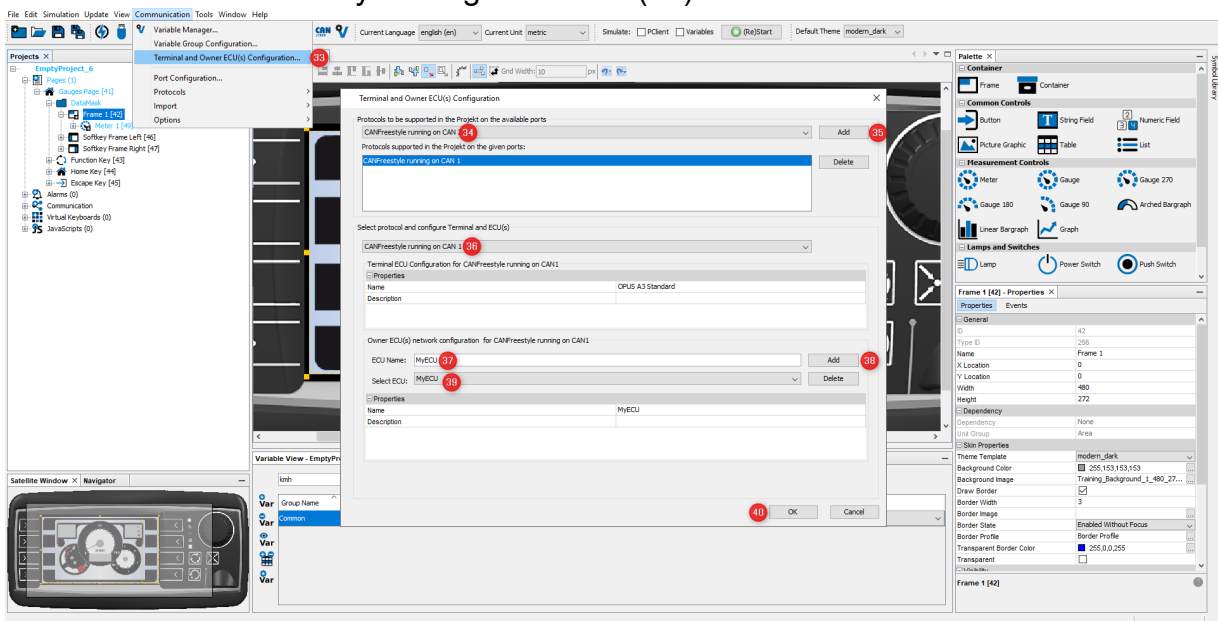 File Edit Simulation Update View Communication Tools Window Help
Variable Manager...
Variable Group Configuration...
Terminal and Owner ECU(s) Configuration...
33
Port Configuration...
Protocols
Import
Options
CAN
Current Language english (en)
Current Unit metric
Simulate: PClient Variables
(Re)Start
Default Theme modern_dark
Grid Width: 10 px
Projects
EmptyProject_6
Pages (1)
Gauges Page [41]
DataMask
Frame 1 [42]
Softkey Frame Left [46]
Softkey Frame Right [47]
Function Key [43]
Home Key [44]
Escape Key [45]
Alarms (0)
Communication
Virtual Keyboards (0)
JavaScripts (0)
Satellite Window
Navigator
Terminal and Owner ECU(s) Configuration
Protocols to be supported in the Projekt on the available ports
CANFreestyle running on CAN
34
Add
35
Protocols supported in the Projekt on the given ports:
CANFreestyle running on CAN 1
Delete
Select protocol and configure Terminal and ECU(s)
CANFreestyle running on CAN 1
36
Terminal ECU Configuration for CANFreestyle running on CAN1
Properties
Name OPUS A3 Standard
Description
Owner ECU(s) network configuration for CANFreestyle running on CAN1
ECU Name: MyECU
37
Add
38
Select ECU: MyECU
39
Delete
Properties
Name MyECU
Description
40
OK
Cancel
Variable View - EmptyPr
kmh
Var
Group Name
Var
Common
Var
Var
Palette
Symbol Library
Container
Frame
Container
Common Controls
Button
String Field
Numeric Field
Picture Graphic
Table
List
Measurement Controls
Meter
Gauge
Gauge 270
Gauge 180
Gauge 90
Arched Bargraph
Linear Bargraph
Graph
Lamps and Switches
Lamp
Power Switch
Push Switch
Frame 1 [42] - Properties
Properties Events
General
ID 42
Type ID 256
Name Frame 1
X Location 0
Y Location 0
Width 480
Height 272
Dependency
Dependency None
Unit Group Area
Skin Properties
Theme Template modern_dark
Background Color 255,153,153,153
Background Image Training_Background_1_480_27...
Draw Border
Border Width 3
Border Image
Border State Enabled Without Focus
Border Profile Border Profile
Transparent Border Color 255,0,0,255
Transparent
Frame 1 [42]